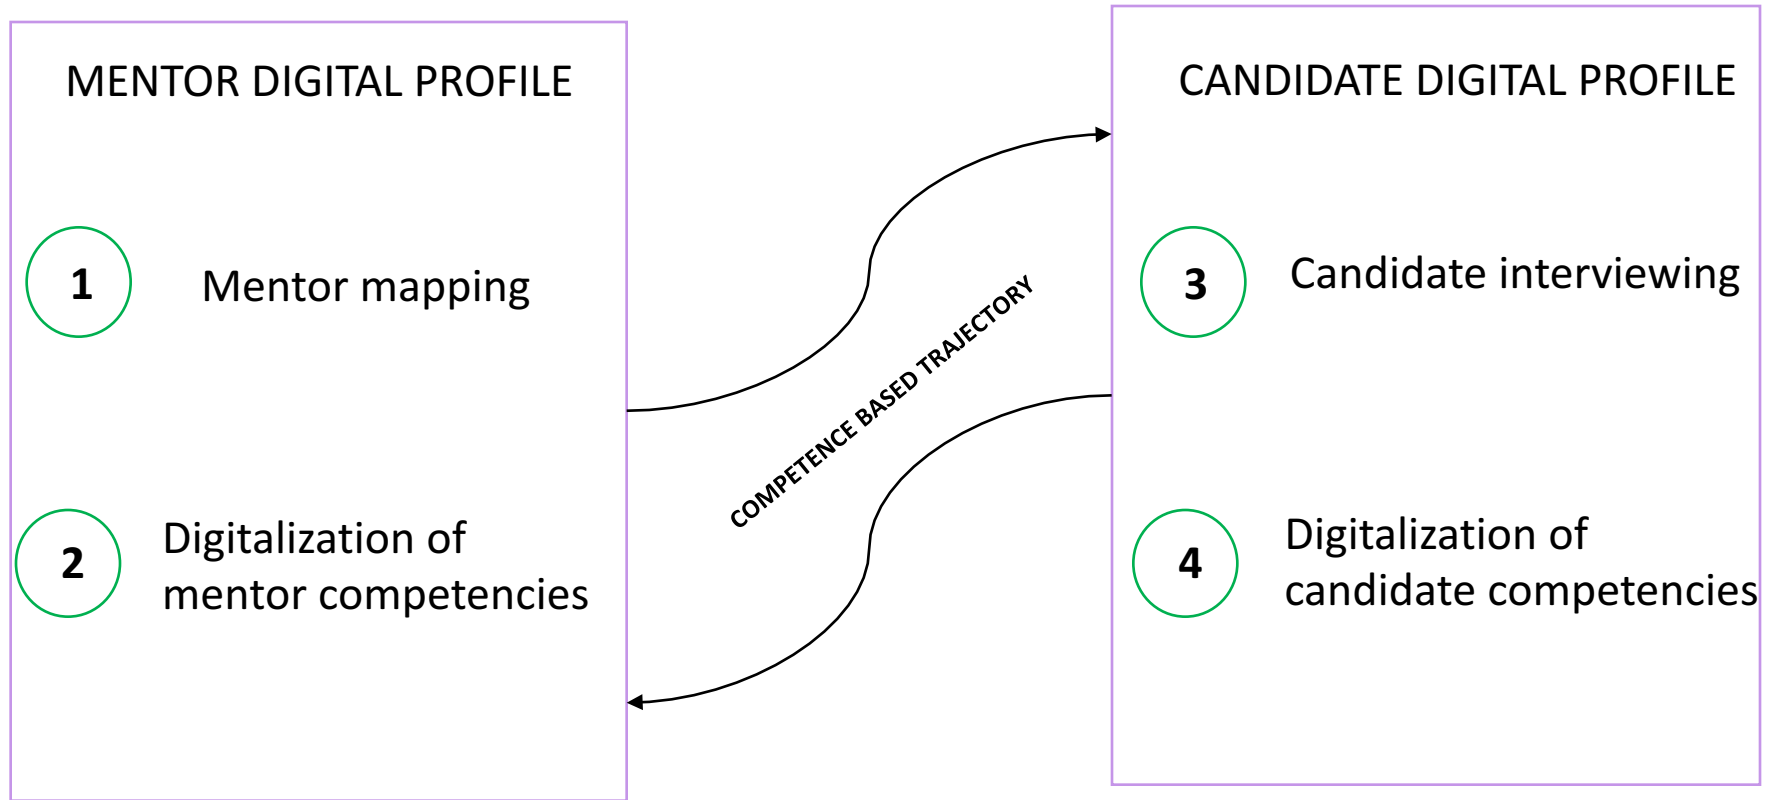 MENTOR DIGITAL PROFILE
1
Mentor mapping
2
Digitalization of
mentor competencies
COMPETENCE BASED TRAJECTORY
CANDIDATE DIGITAL PROFILE
3
Candidate interviewing
4
Digitalization of
candidate competencies